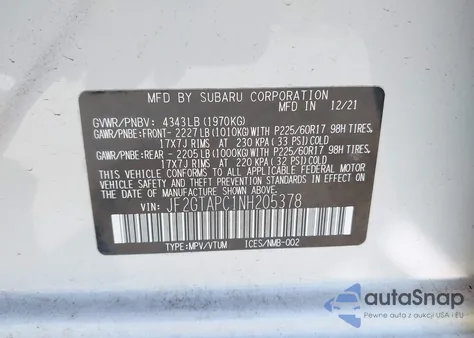 MFD BY SUBARU CORPORATION
MFD IN 12/21
GVWR/PNBV: 4343LB (1970KG)
GAWR/PNBE: FRONT- 2227LB (1010KG) WITH P225/60R17 98H TIRES,
17X7J RIMS AT 230 KPA (33 PSI) COLD
GAWR/PNBE: REAR - 2205LB (1000KG) WITH P225/60R17 98H TIRES,
17X7J RIMS AT 220 KPA (32 PSI) COLD
THIS VEHICLE CONFORMS TO ALL APPLICABLE FEDERAL MOTOR
VEHICLE SAFETY STANDARDS IN EFFECT ON
THE DATE OF MANUFACTURE SHOWN ABOVE.
VIN: JF2GTAPC1NH205378
TYPE:MPV/VTUM ICES/NMB-002
autoSnap
Pewne auta z USA i EU